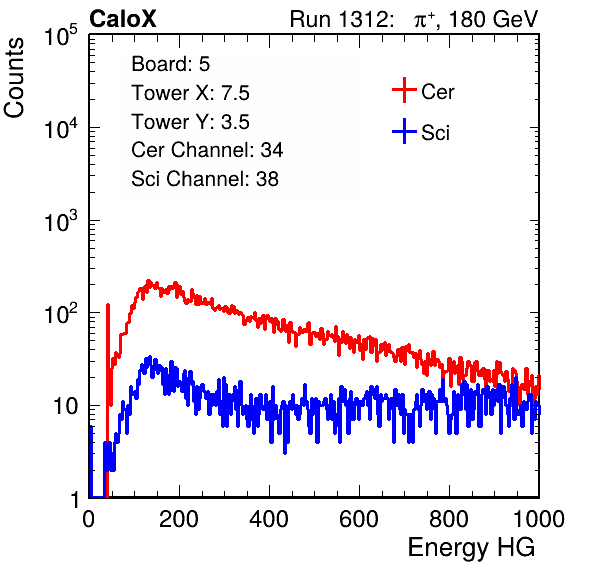 CaloX Run 1312: π⁺, 180 GeV
Counts
10⁵
10⁴
10³
10²
10
1
Board: 5
Tower X: 7.5
Tower Y: 3.5
Cer Channel: 34
Sci Channel: 38
Cer
Sci
0 200 400 600 800 1000
Energy HG